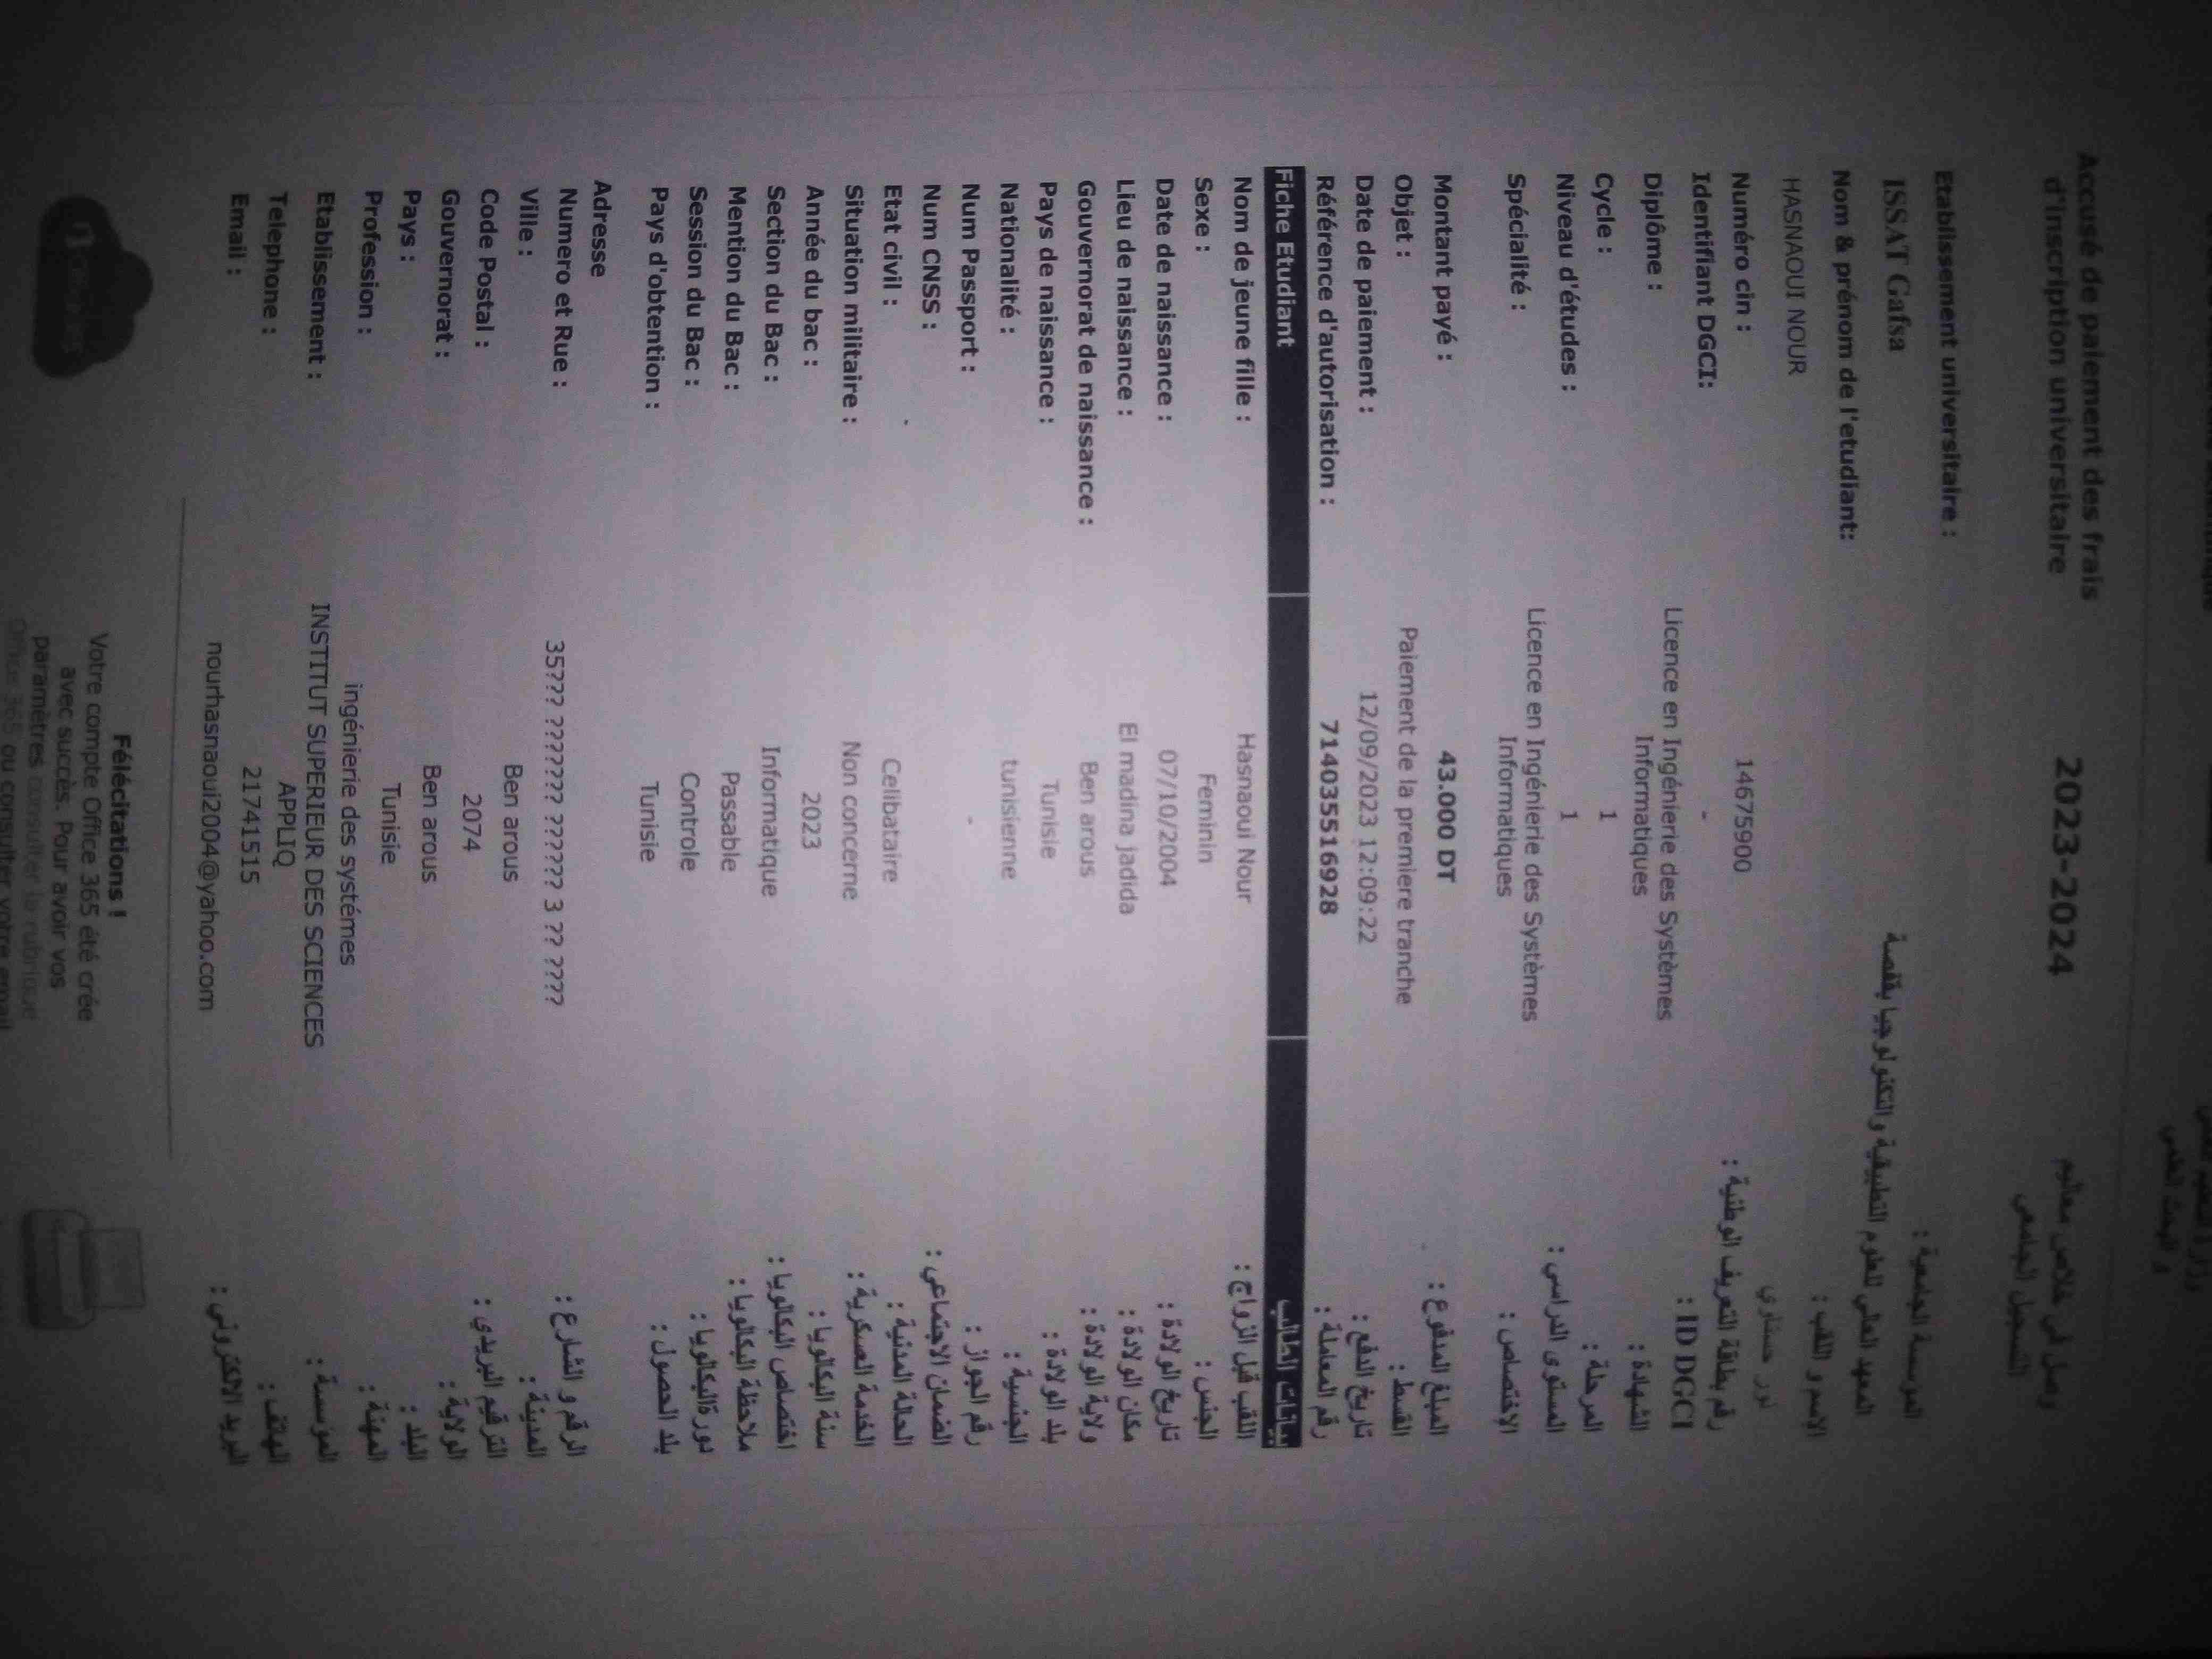 Accusé de paiement des frais
d'inscription universitaire
2023-2024
وصل في خلاص معاليم
التسجيل الجامعي
Etablissement universitaire :
المؤسسة الجامعية :
ISSAT Gafsa
المعهد العالي للعلوم التطبيقية والتكنولوجيا بقفصة
Nom & prénom de l'etudiant:
الاسم و اللقب :
HASNAOUI NOUR
نور حسناوي
Numéro cin : 14675900 رقم بطاقة التعريف الوطنية :
Identifiant DGCI: - ID DGCI :
Diplôme : Licence en Ingénierie des Systèmes الشهادة :
Informatiques
Cycle : 1 المرحلة :
Niveau d'études : 1 المستوى الدراسي :
Spécialité : Licence en Ingénierie des Systèmes الإختصاص :
Informatiques
Montant payé : 43.000 DT المبلغ المدفوع :
Objet : Paiement de la premiere tranche القسط :
Date de paiement : 12/09/2023 12:09:22 تاريخ الدفع :
Référence d'autorisation : 714035516928 رقم المعاملة :
Fiche Etudiant بيانات الطالب
Nom de jeune fille : Hasnaoui Nour اللقب قبل الزواج :
Sexe : Feminin الجنس :
Date de naissance : 07/10/2004 تاريخ الولادة :
Lieu de naissance : El madina jadida مكان الولادة :
Gouvernorat de naissance : Ben arous ولاية الولادة :
Pays de naissance : Tunisie بلد الولادة :
Nationalité : tunisienne الجنسية :
Num Passport : - رقم الجواز :
Num CNSS : الضمان الاجتماعي :
Etat civil : Celibataire الحالة المدنية :
Situation militaire : Non concerne الخدمة العسكرية :
Année du bac : 2023 سنة البكالوريا :
Section du Bac : Informatique اختصاص البكالوريا :
Mention du Bac : Passable ملاحظة البكالوريا :
Session du Bac : Controle دورة البكالوريا :
Pays d'obtention : Tunisie بلد الحصول :
Adresse
Numero et Rue : 35??? ???????? ?????? 3 ?? ???? الرقم و الشارع :
Ville : Ben arous المدينة :
Code Postal : 2074 الترقيم البريدي :
Gouvernorat : Ben arous الولاية :
Pays : Tunisie البلد :
Profession : ingénierie des systémes المهنة :
Etablissement : INSTITUT SUPERIEUR DES SCIENCES المؤسسة :
APPLIQ
Telephone : 21741515 الهاتف :
Email : nourhasnaoui2004@yahoo.com البريد الالكتروني :
Félécitations !
Votre compte Office 365 été crée
avec succès. Pour avoir vos
paramètres consulter la rubrique
Office 365 ou consulter votre email